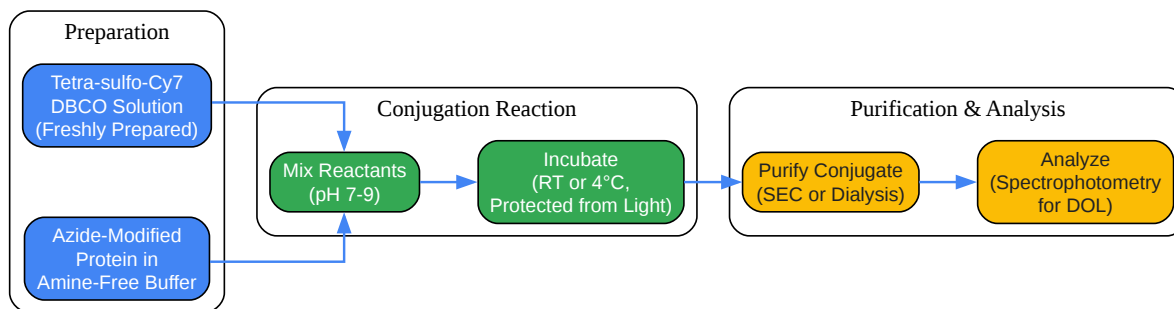 Preparation
Tetra-sulfo-Cy7
DBCO Solution
(Freshly Prepared)
Azide-Modified
Protein in
Amine-Free Buffer
Conjugation Reaction
Mix Reactants
(pH 7-9)
Incubate
(RT or 4°C,
Protected from Light)
Purification & Analysis
Purify Conjugate
(SEC or Dialysis)
Analyze
(Spectrophotometry
for DOL)